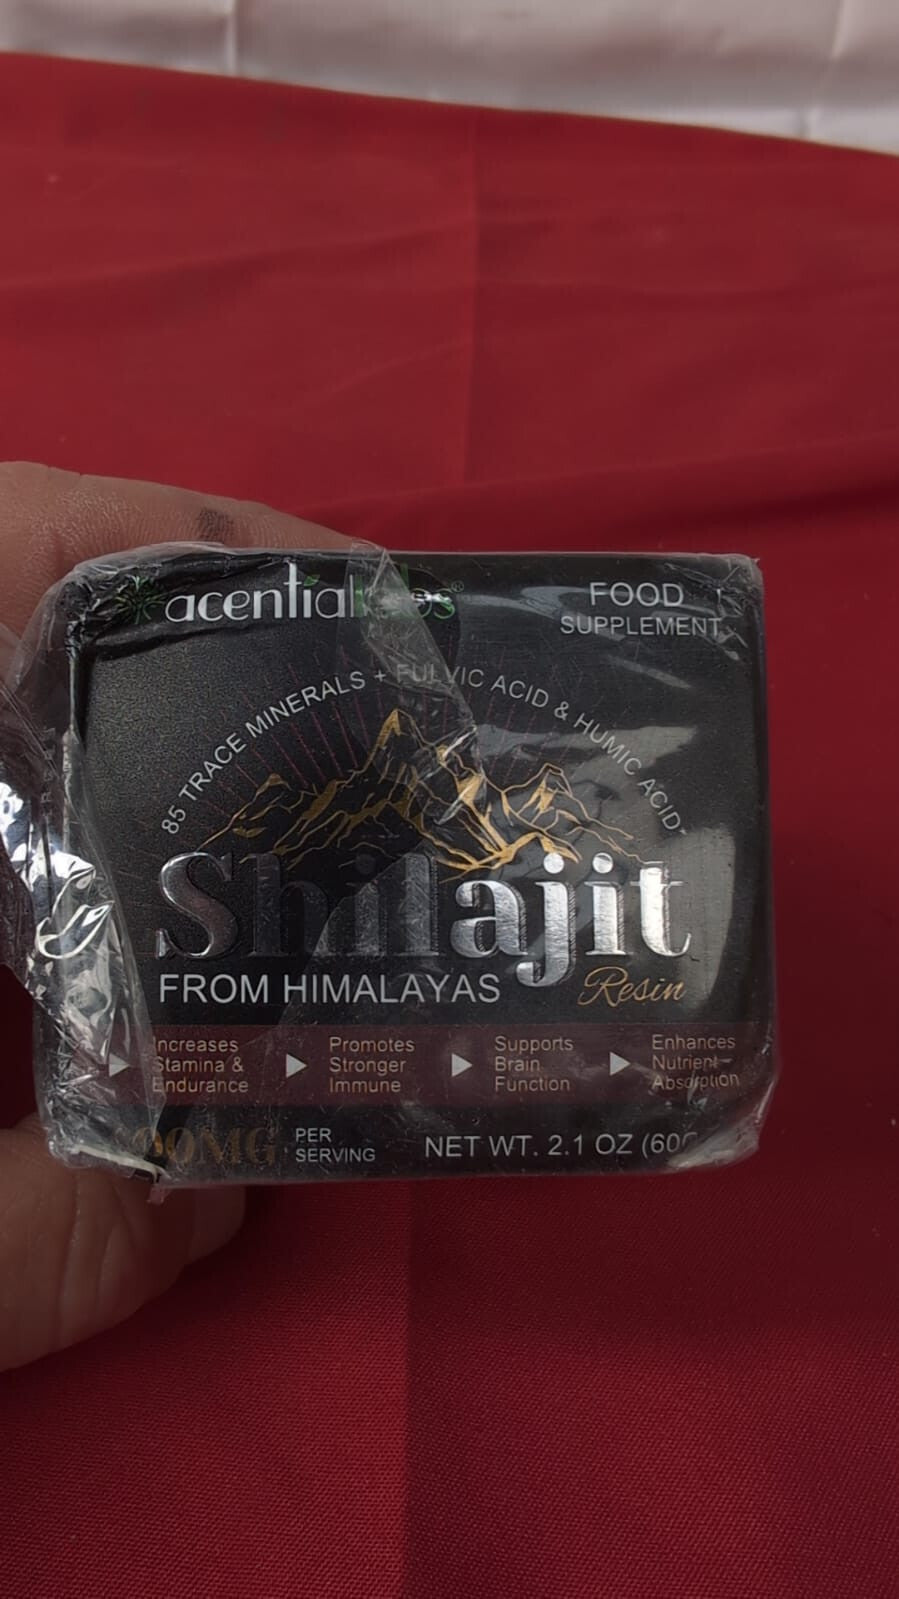 acential
FOOD
SUPPLEMENT
85 TRACE MINERALS + FULVIC ACID & HUMIC ACID
Shilajit
FROM HIMALAYAS
Resin
Increases
Stamina &
Endurance
Promotes
Stronger
Immune
Supports
Brain
Function
Enhances
Nutrient
Absorption
PER
SERVING
NET WT. 2.1 OZ